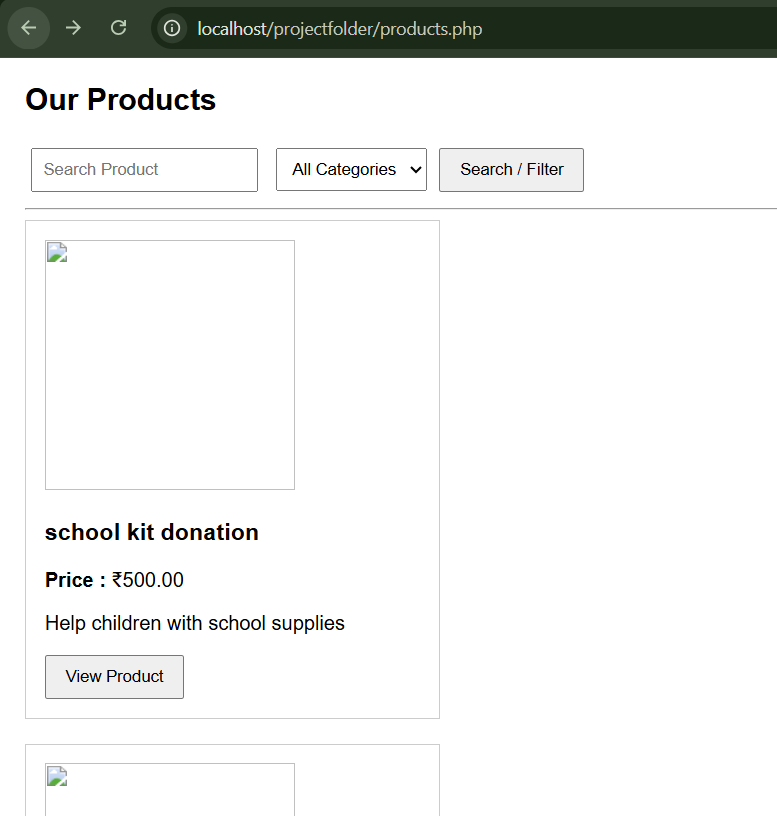 localhost/projectfolder/products.php
Our Products
Search Product All Categories Search / Filter
school kit donation
Price : ₹500.00
Help children with school supplies
View Product